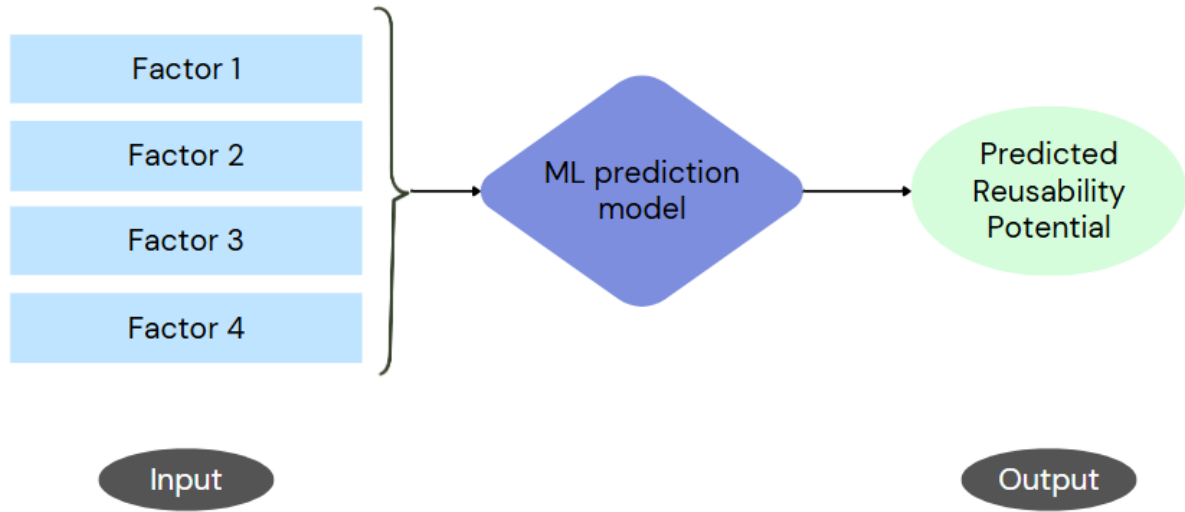 Factor 1
Factor 2
Factor 3
Factor 4
ML prediction
model
Predicted
Reusability
Potential
Input
Output